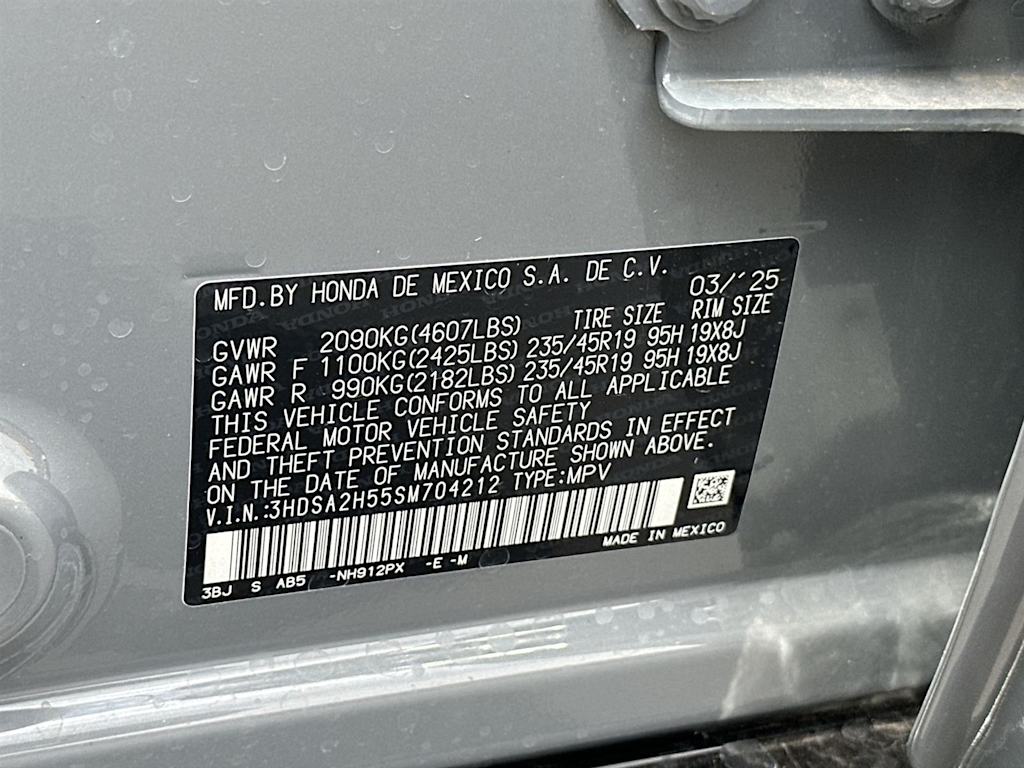 MFD.BY HONDA DE MEXICO S.A. DE C.V. 03/'25
GVWR 2090KG(4607LBS) TIRE SIZE RIM SIZE
GAWR F 1100KG(2425LBS) 235/45R19 95H 19X8J
GAWR R 990KG(2182LBS) 235/45R19 95H 19X8J
THIS VEHICLE CONFORMS TO ALL APPLICABLE
FEDERAL MOTOR VEHICLE SAFETY
AND THEFT PREVENTION STANDARDS IN EFFECT
ON THE DATE OF MANUFACTURE SHOWN ABOVE.
V.I.N.:3HDSA2H55SM704212 TYPE:MPV
MADE IN MEXICO
3BJ S AB5 -NH912PX -E -M